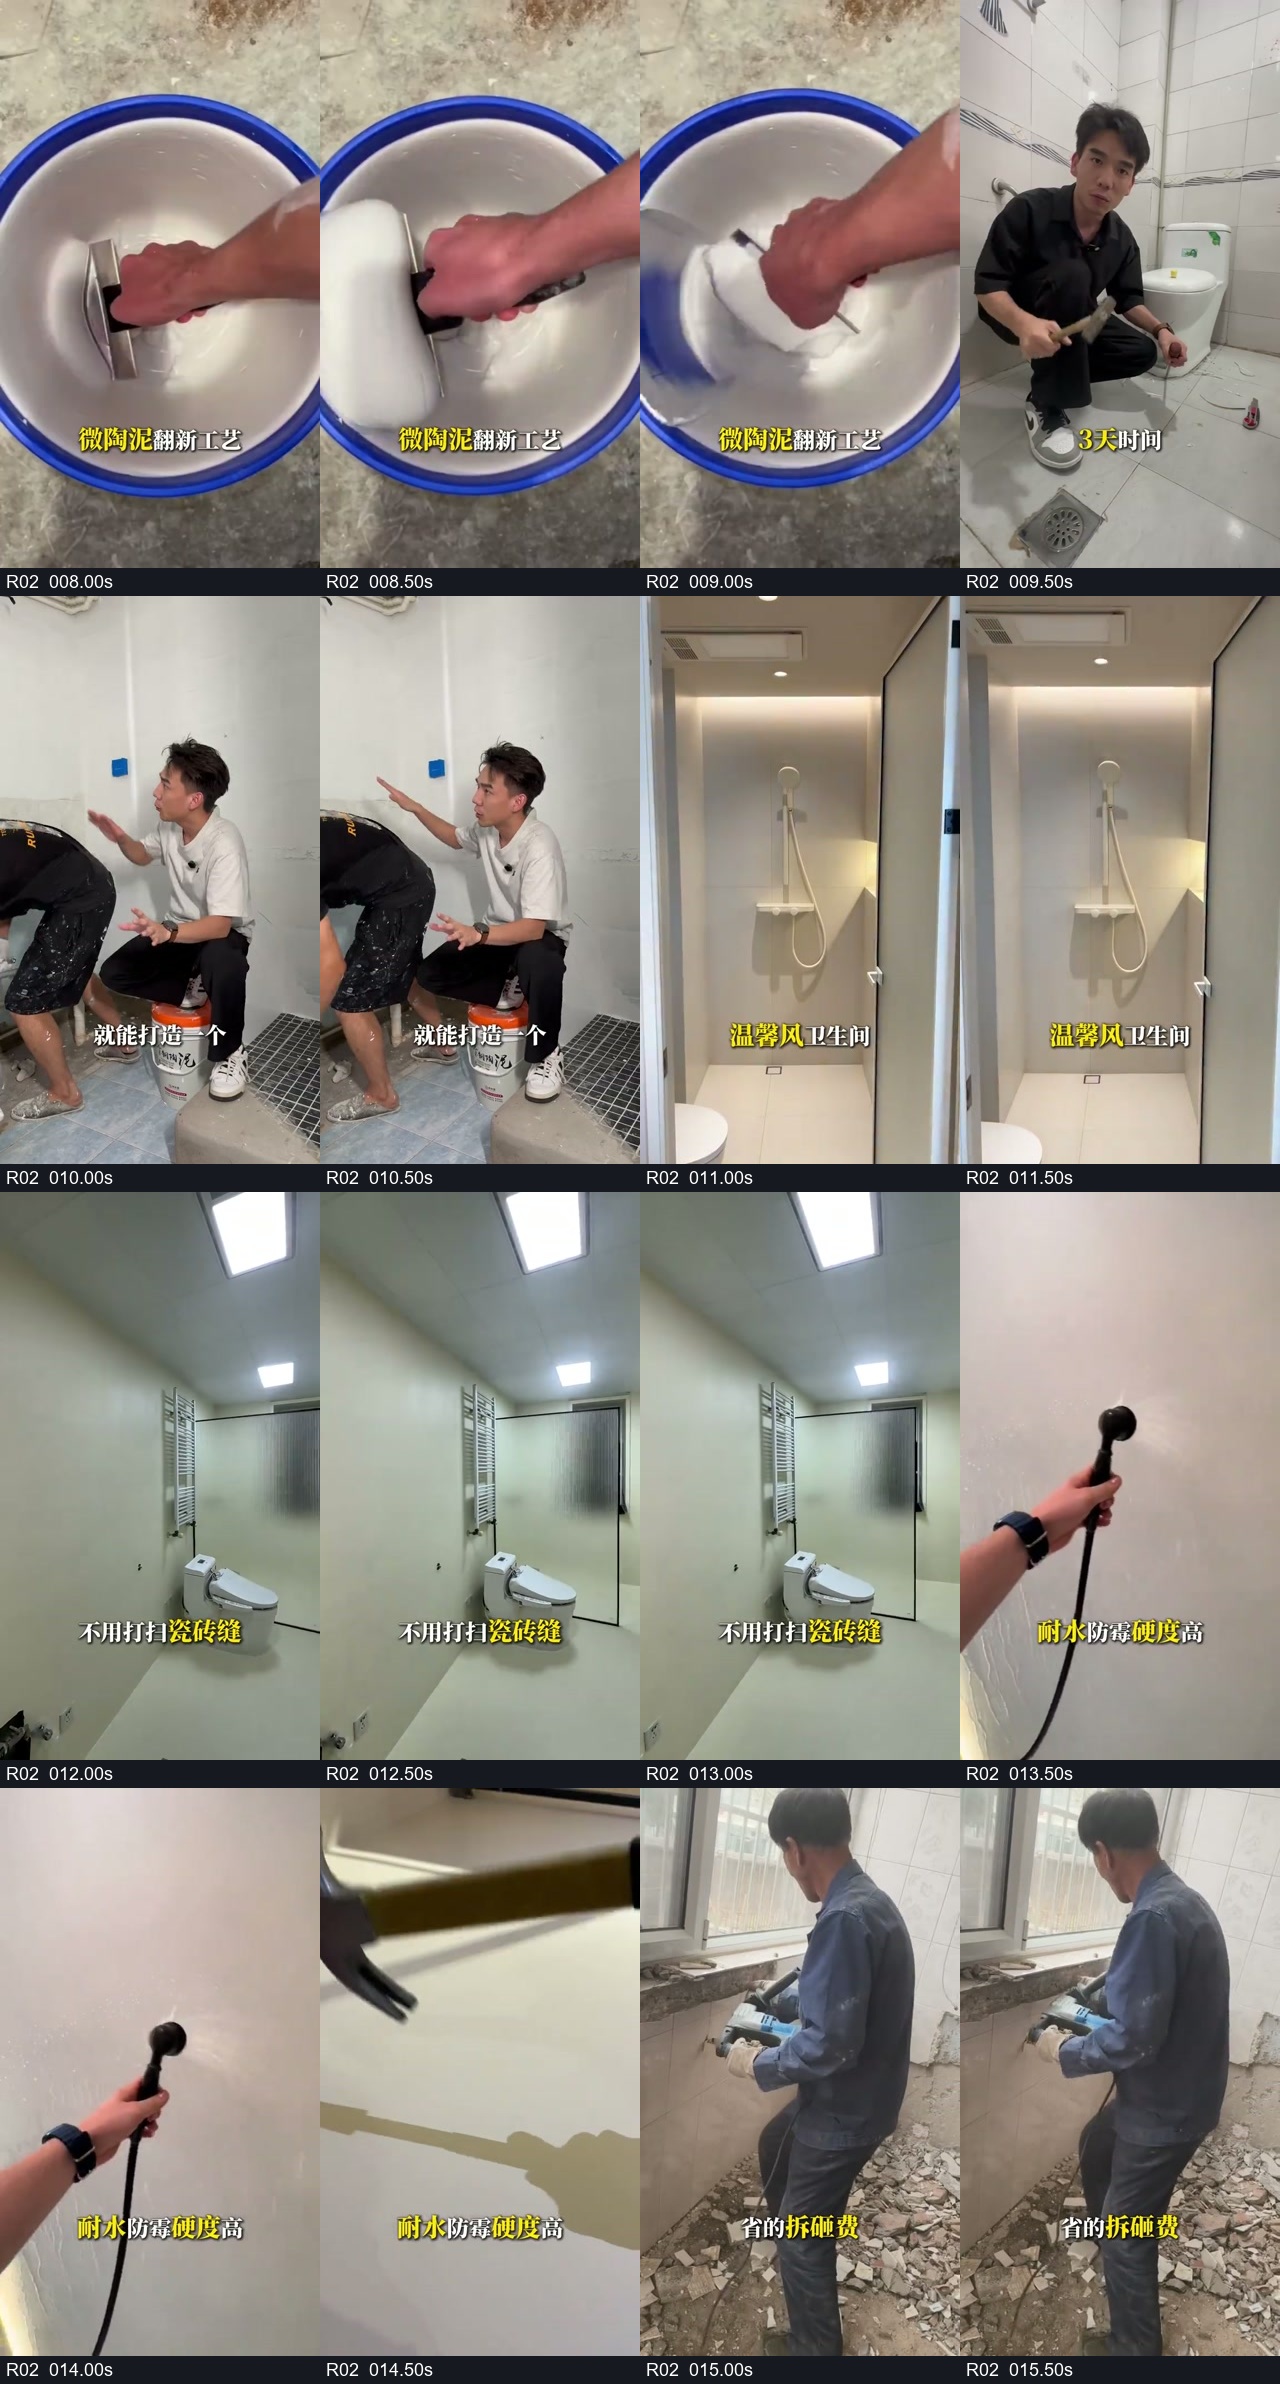 微陶泥翻新工艺
微陶泥翻新工艺
微陶泥翻新工艺
3天时间
R02 008.00s
R02 008.50s
R02 009.00s
R02 009.50s
就能打造一个
就能打造一个
温馨风卫生间
温馨风卫生间
R02 010.00s
R02 010.50s
R02 011.00s
R02 011.50s
不用打扫瓷砖缝
不用打扫瓷砖缝
不用打扫瓷砖缝
耐水防霉硬度高
R02 012.00s
R02 012.50s
R02 013.00s
R02 013.50s
耐水防霉硬度高
耐水防霉硬度高
省的拆砸费
省的拆砸费
R02 014.00s
R02 014.50s
R02 015.00s
R02 015.50s